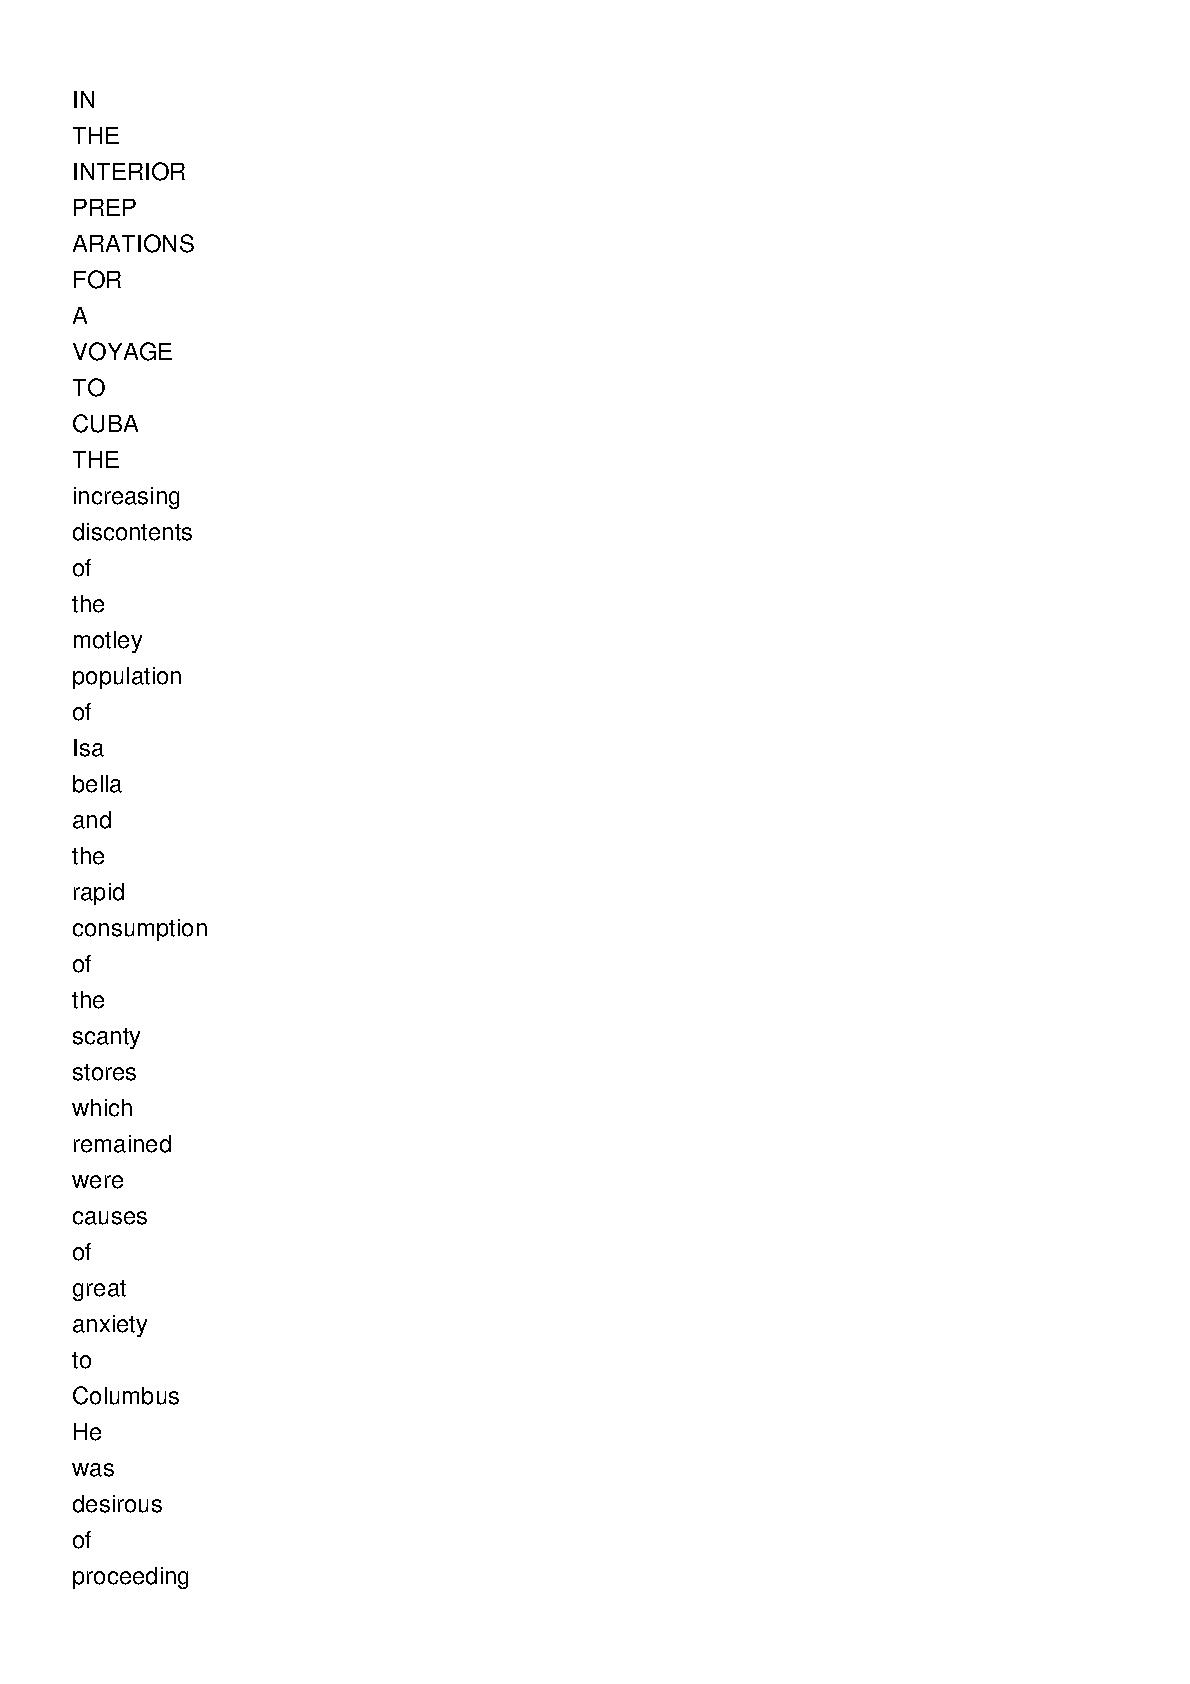 IN
THE
INTERIOR
PREP
ARATIONS
FOR
A
VOYAGE
TO
CUBA
THE
increasing
discontents
of
the
motley
population
of
Isa
bella
and
the
rapid
consumption
of
the
scanty
stores
which
remained
were
causes
of
great
anxiety
to
Columbus
He
was
desirous
of
proceeding